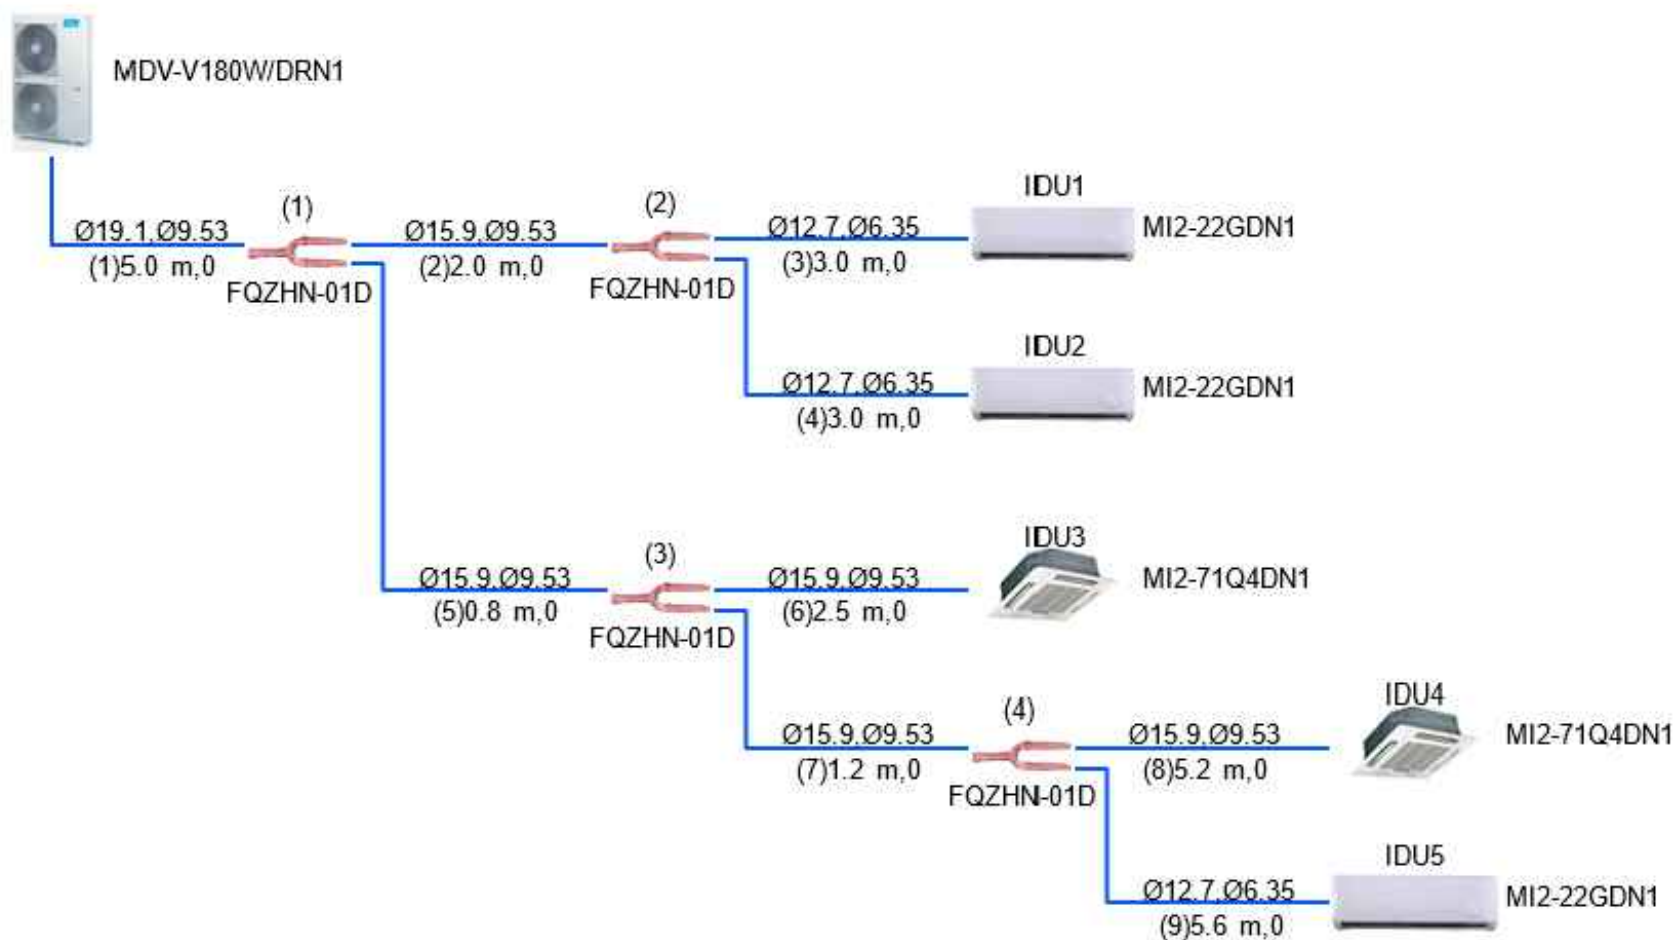 MDV-V180W/DRN1
(1)
Ø19.1,Ø9.53
(1)5.0 m,0
FQZHN-01D
(2)
Ø15.9,Ø9.53
(2)2.0 m,0
FQZHN-01D
IDU1
Ø12.7,Ø6.35
(3)3.0 m,0
MI2-22GDN1
IDU2
Ø12.7,Ø6.35
(4)3.0 m,0
MI2-22GDN1
(3)
Ø15.9,Ø9.53
(5)0.8 m,0
FQZHN-01D
IDU3
Ø15.9,Ø9.53
(6)2.5 m,0
MI2-71Q4DN1
(4)
Ø15.9,Ø9.53
(7)1.2 m,0
FQZHN-01D
IDU4
Ø15.9,Ø9.53
(8)5.2 m,0
MI2-71Q4DN1
IDU5
Ø12.7,Ø6.35
(9)5.6 m,0
MI2-22GDN1